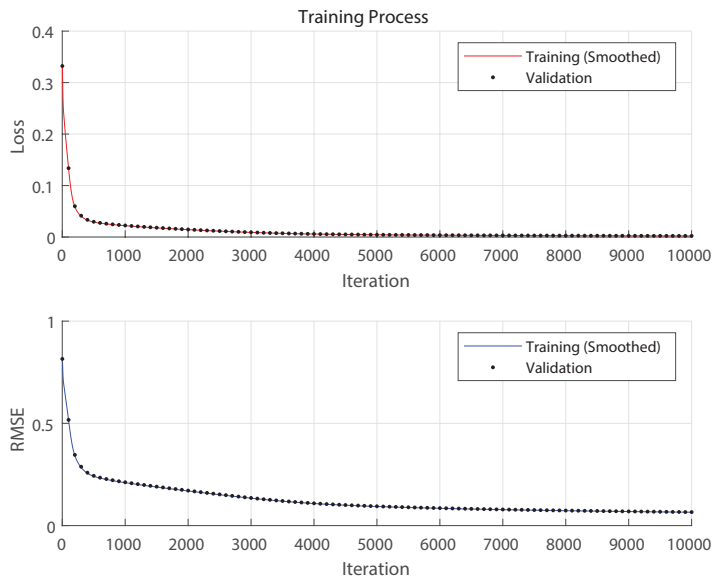 Training Process
0.4
0.3
0.2
0.1
0
Loss
Training (Smoothed)
Validation
0 1000 2000 3000 4000 5000 6000 7000 8000 9000 10000
Iteration
1
0.5
0
RMSE
Training (Smoothed)
Validation
0 1000 2000 3000 4000 5000 6000 7000 8000 9000 10000
Iteration